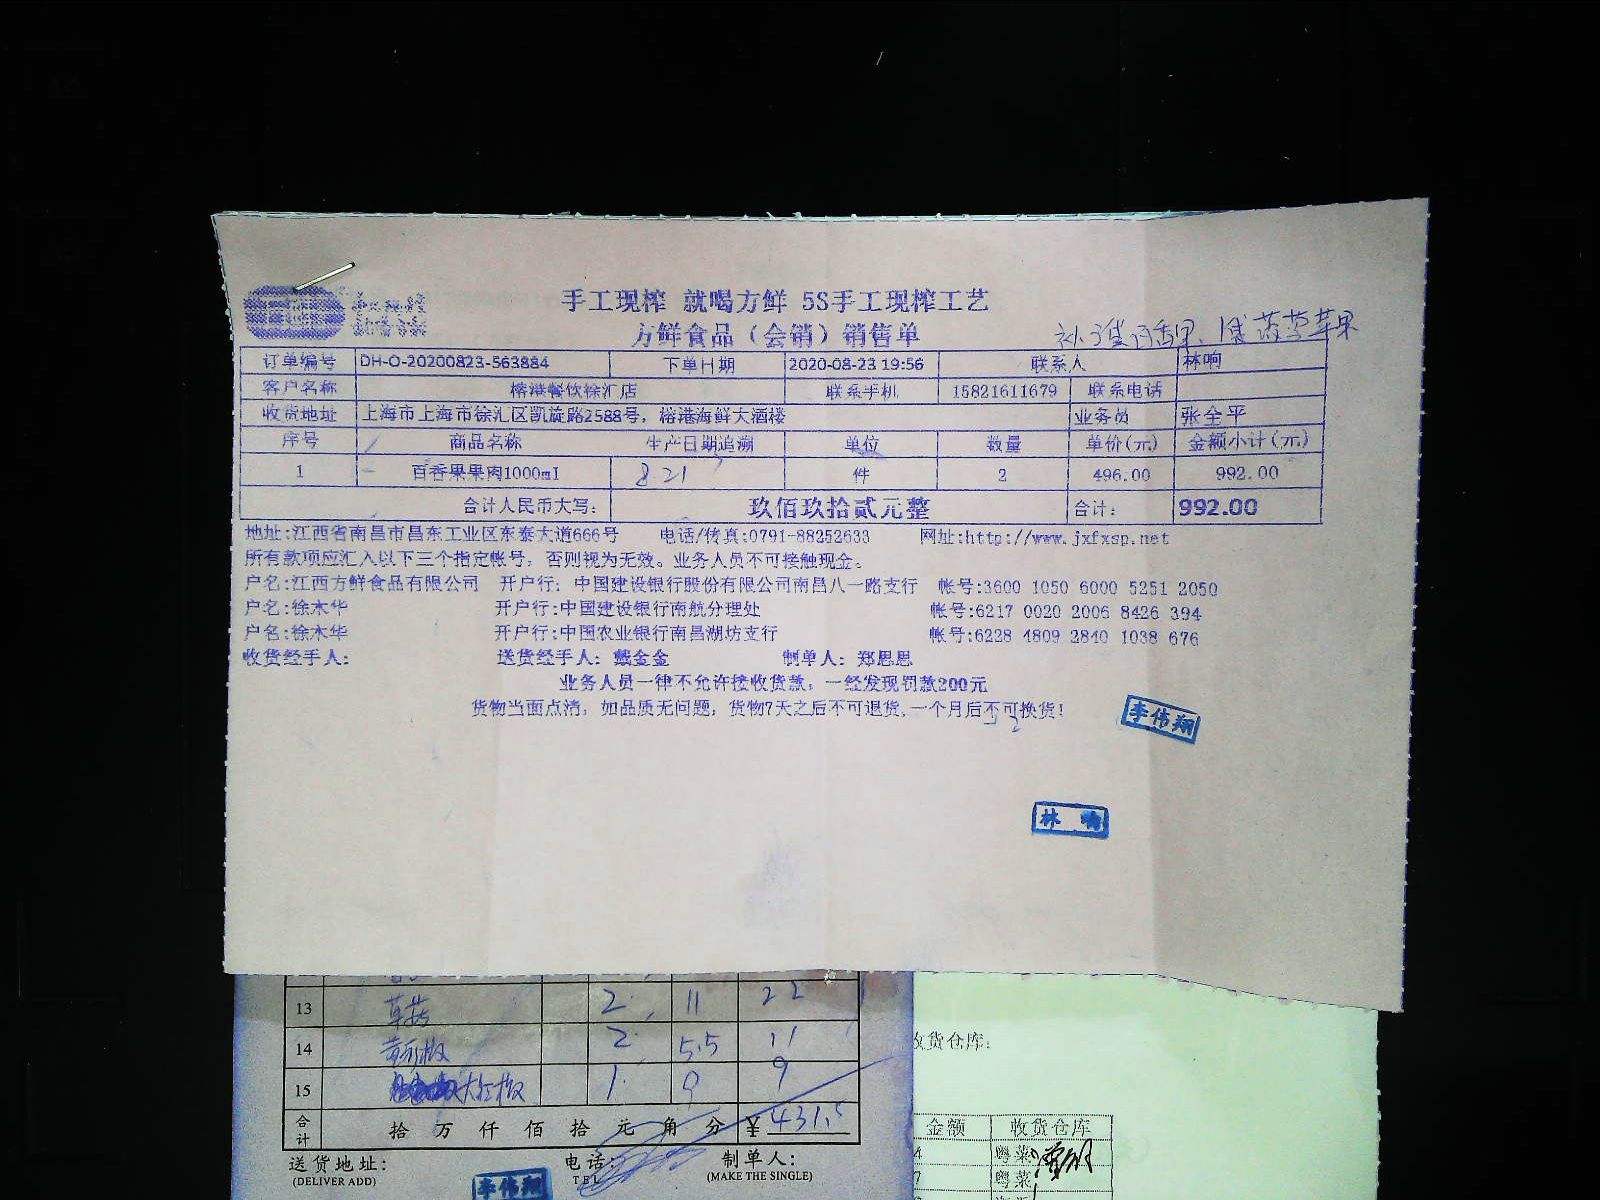 手工现榨 就喝方鲜 5S手工现榨工艺
方鲜食品（会销）销售单
订单编号 DH-O-20200823-563884 下单日期 2020-08-23 19:56 联系人 林响
客户名称 榕港餐饮徐汇店 联系手机 15821611679 联系电话
收货地址 上海市上海市徐汇区凯旋路2588号，榕港海鲜大酒楼 业务员 张全平
序号 商品名称 生产日期追溯 单位 数量 单价(元) 金额小计(元)
1 百香果果肉1000ml 821 件 2 496.00 992.00
合计人民币大写： 玖佰玖拾贰元整 合计： 992.00
地址:江西省南昌市昌东工业区东泰大道666号 电话/传真:0791-88252633 网址:http://www.jxfxsp.net
所有款项应汇入以下三个指定帐号，否则视为无效。业务人员不可接触现金。
户名:江西方鲜食品有限公司 开户行： 中国建设银行股份有限公司南昌八一路支行 帐号:3600 1050 6000 5251 2050
户名:徐木华 开户行:中国建设银行南航分理处 帐号:6217 0020 2006 8426 394
户名:徐木华 开户行:中国农业银行南昌湖坊支行 帐号:6228 4809 2840 1038 676
收货经手人： 送货经手人：戴金金 制单人：郑思思
业务人员一律不允许接收货款，一经发现罚款200元
货物当面点清，如品质无问题，货物7天之后不可退货,一个月后不可换货！
李伟翔
林响
13 2 11 22
14 2 5.5 11
15 大红椒 1 9 9
合计 拾 万 仟 佰 拾 元 角 分 ¥ 431.5
送货地址： 电话： 制单人：
(DELIVER ADD) TEL (MAKE THE SINGLE)
李伟翔
收货仓库：
金额 收货仓库
粤菜
粤菜